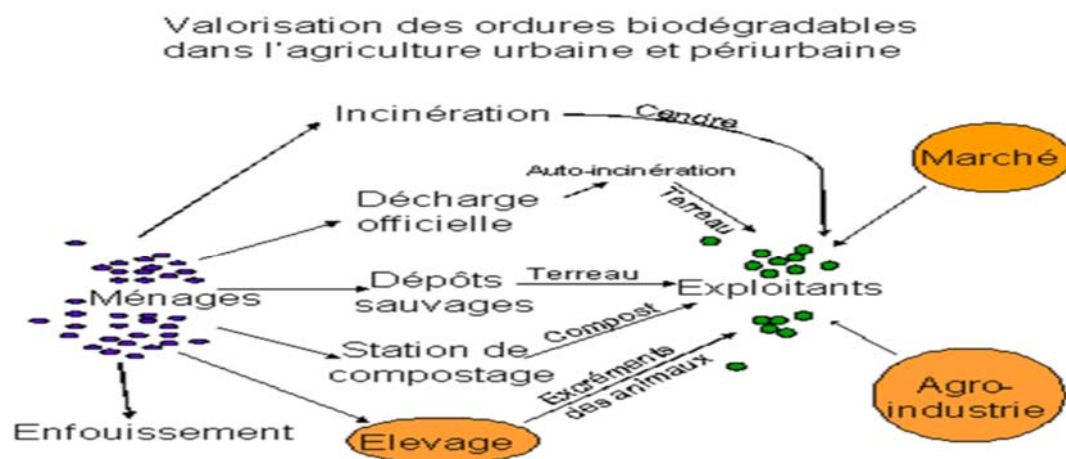 Valorisation des ordures biodégradables
dans l'agriculture urbaine et périurbaine
Incinération
Cendre
Marché
Auto-incinération
Décharge
officielle
Terreau
Ménages
Dépôts
sauvages
Terreau
Exploitants
Station de
compostage
Compost
Excréments
des animaux
Agro-
industrie
Enfouissement
Elevage